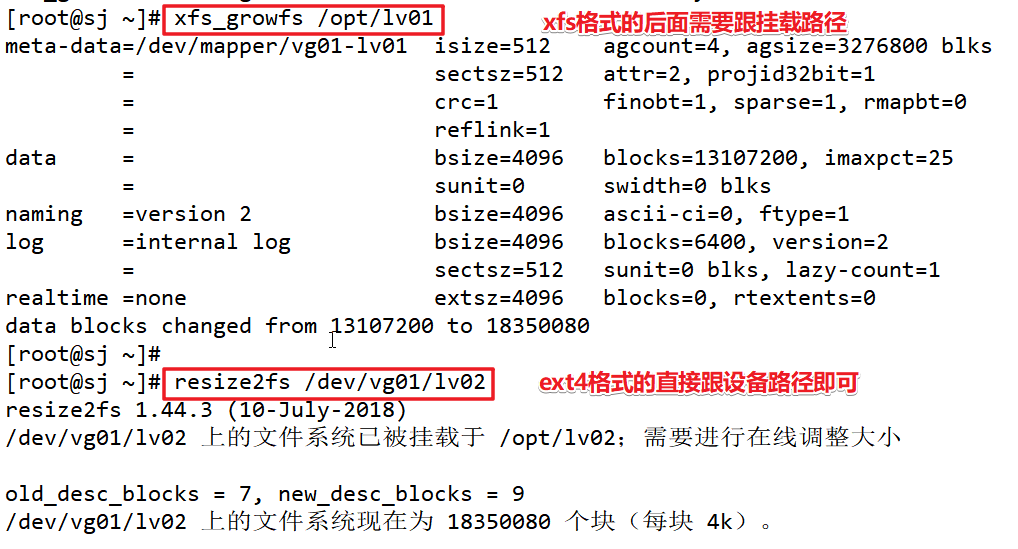 [root@sj ~]# xfs_growfs /opt/lv01 xfs格式的后面需要跟挂载路径
meta-data=/dev/mapper/vg01-lv01 isize=512 agcount=4, agsize=3276800 blks
= sectsz=512 attr=2, projid32bit=1
= crc=1 finobt=1, sparse=1, rmapbt=0
= reflink=1
data = bsize=4096 blocks=13107200, imaxpct=25
= sunit=0 swidth=0 blks
naming =version 2 bsize=4096 ascii-ci=0, ftype=1
log =internal log bsize=4096 blocks=6400, version=2
= sectsz=512 sunit=0 blks, lazy-count=1
realtime =none extsz=4096 blocks=0, rtextents=0
data blocks changed from 13107200 to 18350080
[root@sj ~]#
[root@sj ~]# resize2fs /dev/vg01/lv02 ext4格式的直接跟设备路径即可
resize2fs 1.44.3 (10-July-2018)
/dev/vg01/lv02 上的文件系统已被挂载于 /opt/lv02；需要进行在线调整大小
old_desc_blocks = 7, new_desc_blocks = 9
/dev/vg01/lv02 上的文件系统现在为 18350080 个块（每块 4k）。